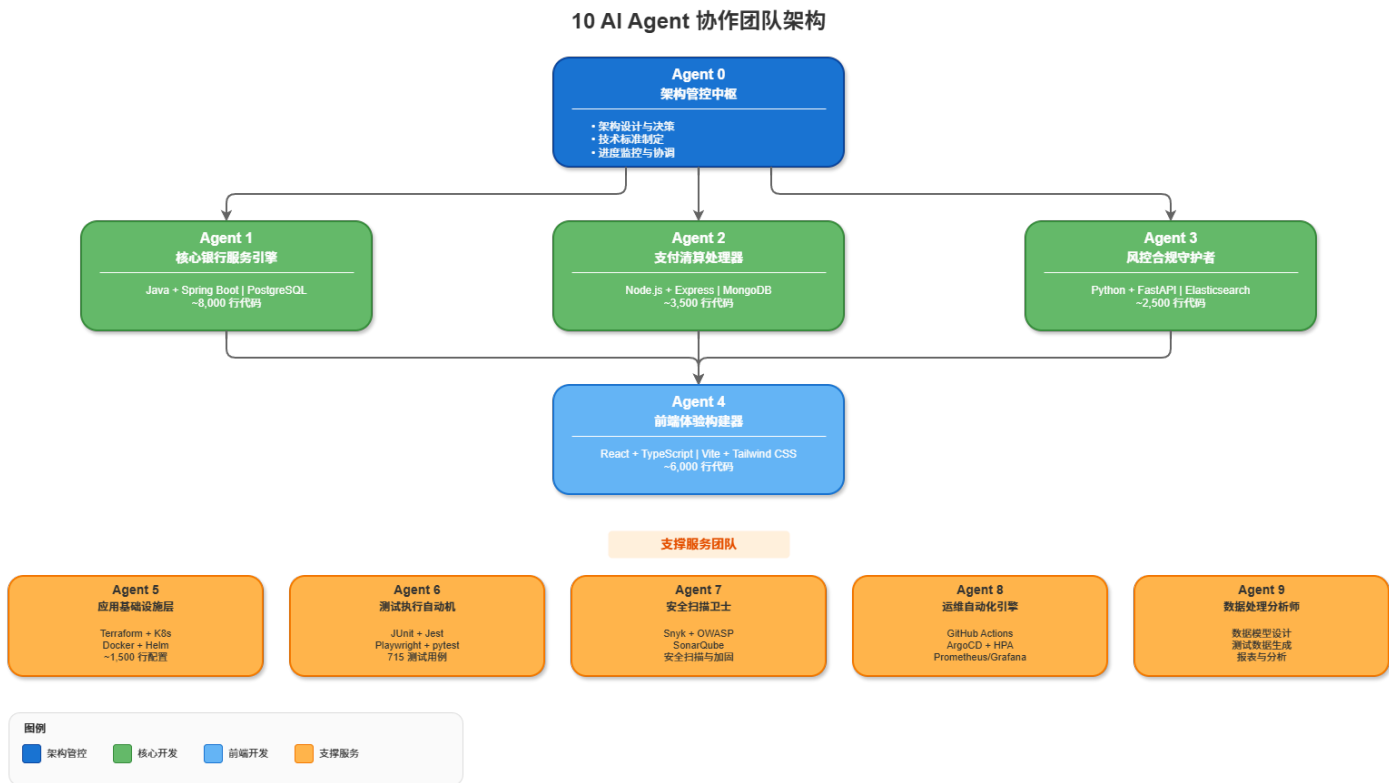 10 AI Agent 协作团队架构
Agent 0
架构管控中枢
• 架构设计与决策
• 技术标准制定
• 进度监控与协调
Agent 1
核心银行服务引擎
Java + Spring Boot | PostgreSQL
~8,000 行代码
Agent 2
支付清算处理器
Node.js + Express | MongoDB
~3,500 行代码
Agent 3
风控合规守护者
Python + FastAPI | Elasticsearch
~2,500 行代码
Agent 4
前端体验构建器
React + TypeScript | Vite + Tailwind CSS
~6,000 行代码
支撑服务团队
Agent 5
应用基础设施层
Terraform + K8s
Docker + Helm
~1,500 行配置
Agent 6
测试执行自动机
JUnit + Jest
Playwright + pytest
715 测试用例
Agent 7
安全扫描卫士
Snyk + OWASP
SonarQube
安全扫描与加固
Agent 8
运维自动化引擎
GitHub Actions
ArgoCD + HPA
Prometheus/Grafana
Agent 9
数据处理分析师
数据模型设计
测试数据生成
报表与分析
图例
架构管控
核心开发
前端开发
支撑服务